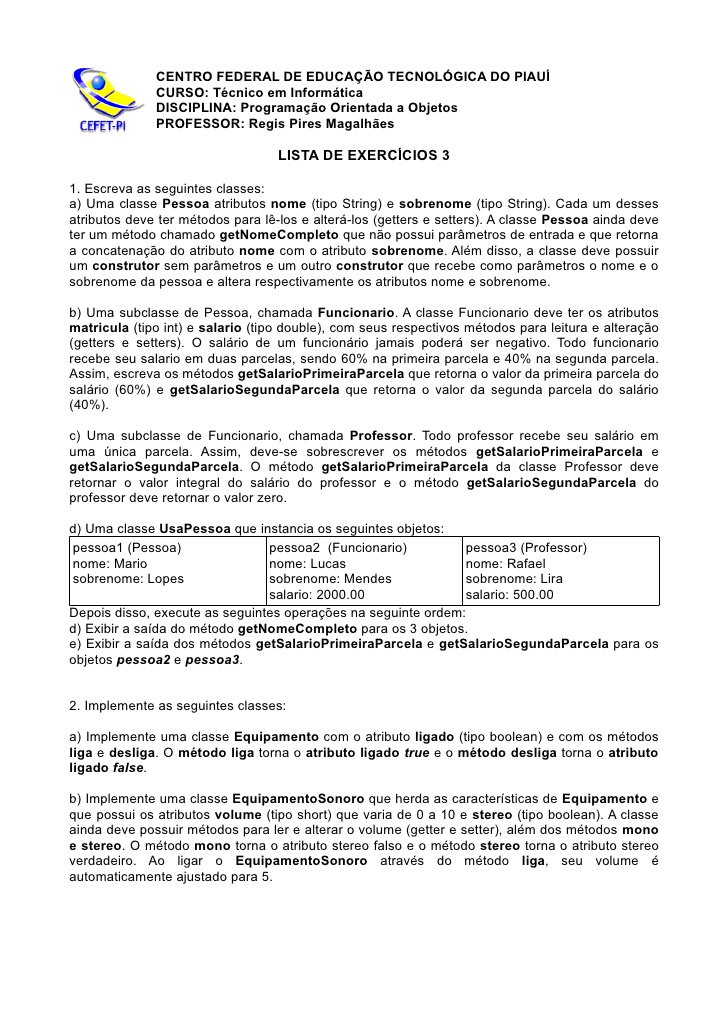 CEFET-PI
CENTRO FEDERAL DE EDUCAÇÃO TECNOLÓGICA DO PIAUÍ
CURSO: Técnico em Informática
DISCIPLINA: Programação Orientada a Objetos
PROFESSOR: Regis Pires Magalhães
LISTA DE EXERCÍCIOS 3
1. Escreva as seguintes classes:
a) Uma classe Pessoa atributos nome (tipo String) e sobrenome (tipo String). Cada um desses
atributos deve ter métodos para lê-los e alterá-los (getters e setters). A classe Pessoa ainda deve
ter um método chamado getNomeCompleto que não possui parâmetros de entrada e que retorna
a concatenação do atributo nome com o atributo sobrenome. Além disso, a classe deve possuir
um construtor sem parâmetros e um outro construtor que recebe como parâmetros o nome e o
sobrenome da pessoa e altera respectivamente os atributos nome e sobrenome.
b) Uma subclasse de Pessoa, chamada Funcionario. A classe Funcionario deve ter os atributos
matricula (tipo int) e salario (tipo double), com seus respectivos métodos para leitura e alteração
(getters e setters). O salário de um funcionário jamais poderá ser negativo. Todo funcionario
recebe seu salario em duas parcelas, sendo 60% na primeira parcela e 40% na segunda parcela.
Assim, escreva os métodos getSalarioPrimeiraParcela que retorna o valor da primeira parcela do
salário (60%) e getSalarioSegundaParcela que retorna o valor da segunda parcela do salário
(40%).
c) Uma subclasse de Funcionario, chamada Professor. Todo professor recebe seu salário em
uma única parcela. Assim, deve-se sobrescrever os métodos getSalarioPrimeiraParcela e
getSalarioSegundaParcela. O método getSalarioPrimeiraParcela da classe Professor deve
retornar o valor integral do salário do professor e o método getSalarioSegundaParcela do
professor deve retornar o valor zero.
d) Uma classe UsaPessoa que instancia os seguintes objetos:
pessoa1 (Pessoa)
nome: Mario
sobrenome: Lopes
pessoa2 (Funcionario)
nome: Lucas
sobrenome: Mendes
salario: 2000.00
pessoa3 (Professor)
nome: Rafael
sobrenome: Lira
salario: 500.00
Depois disso, execute as seguintes operações na seguinte ordem:
d) Exibir a saída do método getNomeCompleto para os 3 objetos.
e) Exibir a saída dos métodos getSalarioPrimeiraParcela e getSalarioSegundaParcela para os
objetos pessoa2 e pessoa3.
2. Implemente as seguintes classes:
a) Implemente uma classe Equipamento com o atributo ligado (tipo boolean) e com os métodos
liga e desliga. O método liga torna o atributo ligado true e o método desliga torna o atributo
ligado false.
b) Implemente uma classe EquipamentoSonoro que herda as características de Equipamento e
que possui os atributos volume (tipo short) que varia de 0 a 10 e stereo (tipo boolean). A classe
ainda deve possuir métodos para ler e alterar o volume (getter e setter), além dos métodos mono
e stereo. O método mono torna o atributo stereo falso e o método stereo torna o atributo stereo
verdadeiro. Ao ligar o EquipamentoSonoro através do método liga, seu volume é
automaticamente ajustado para 5.